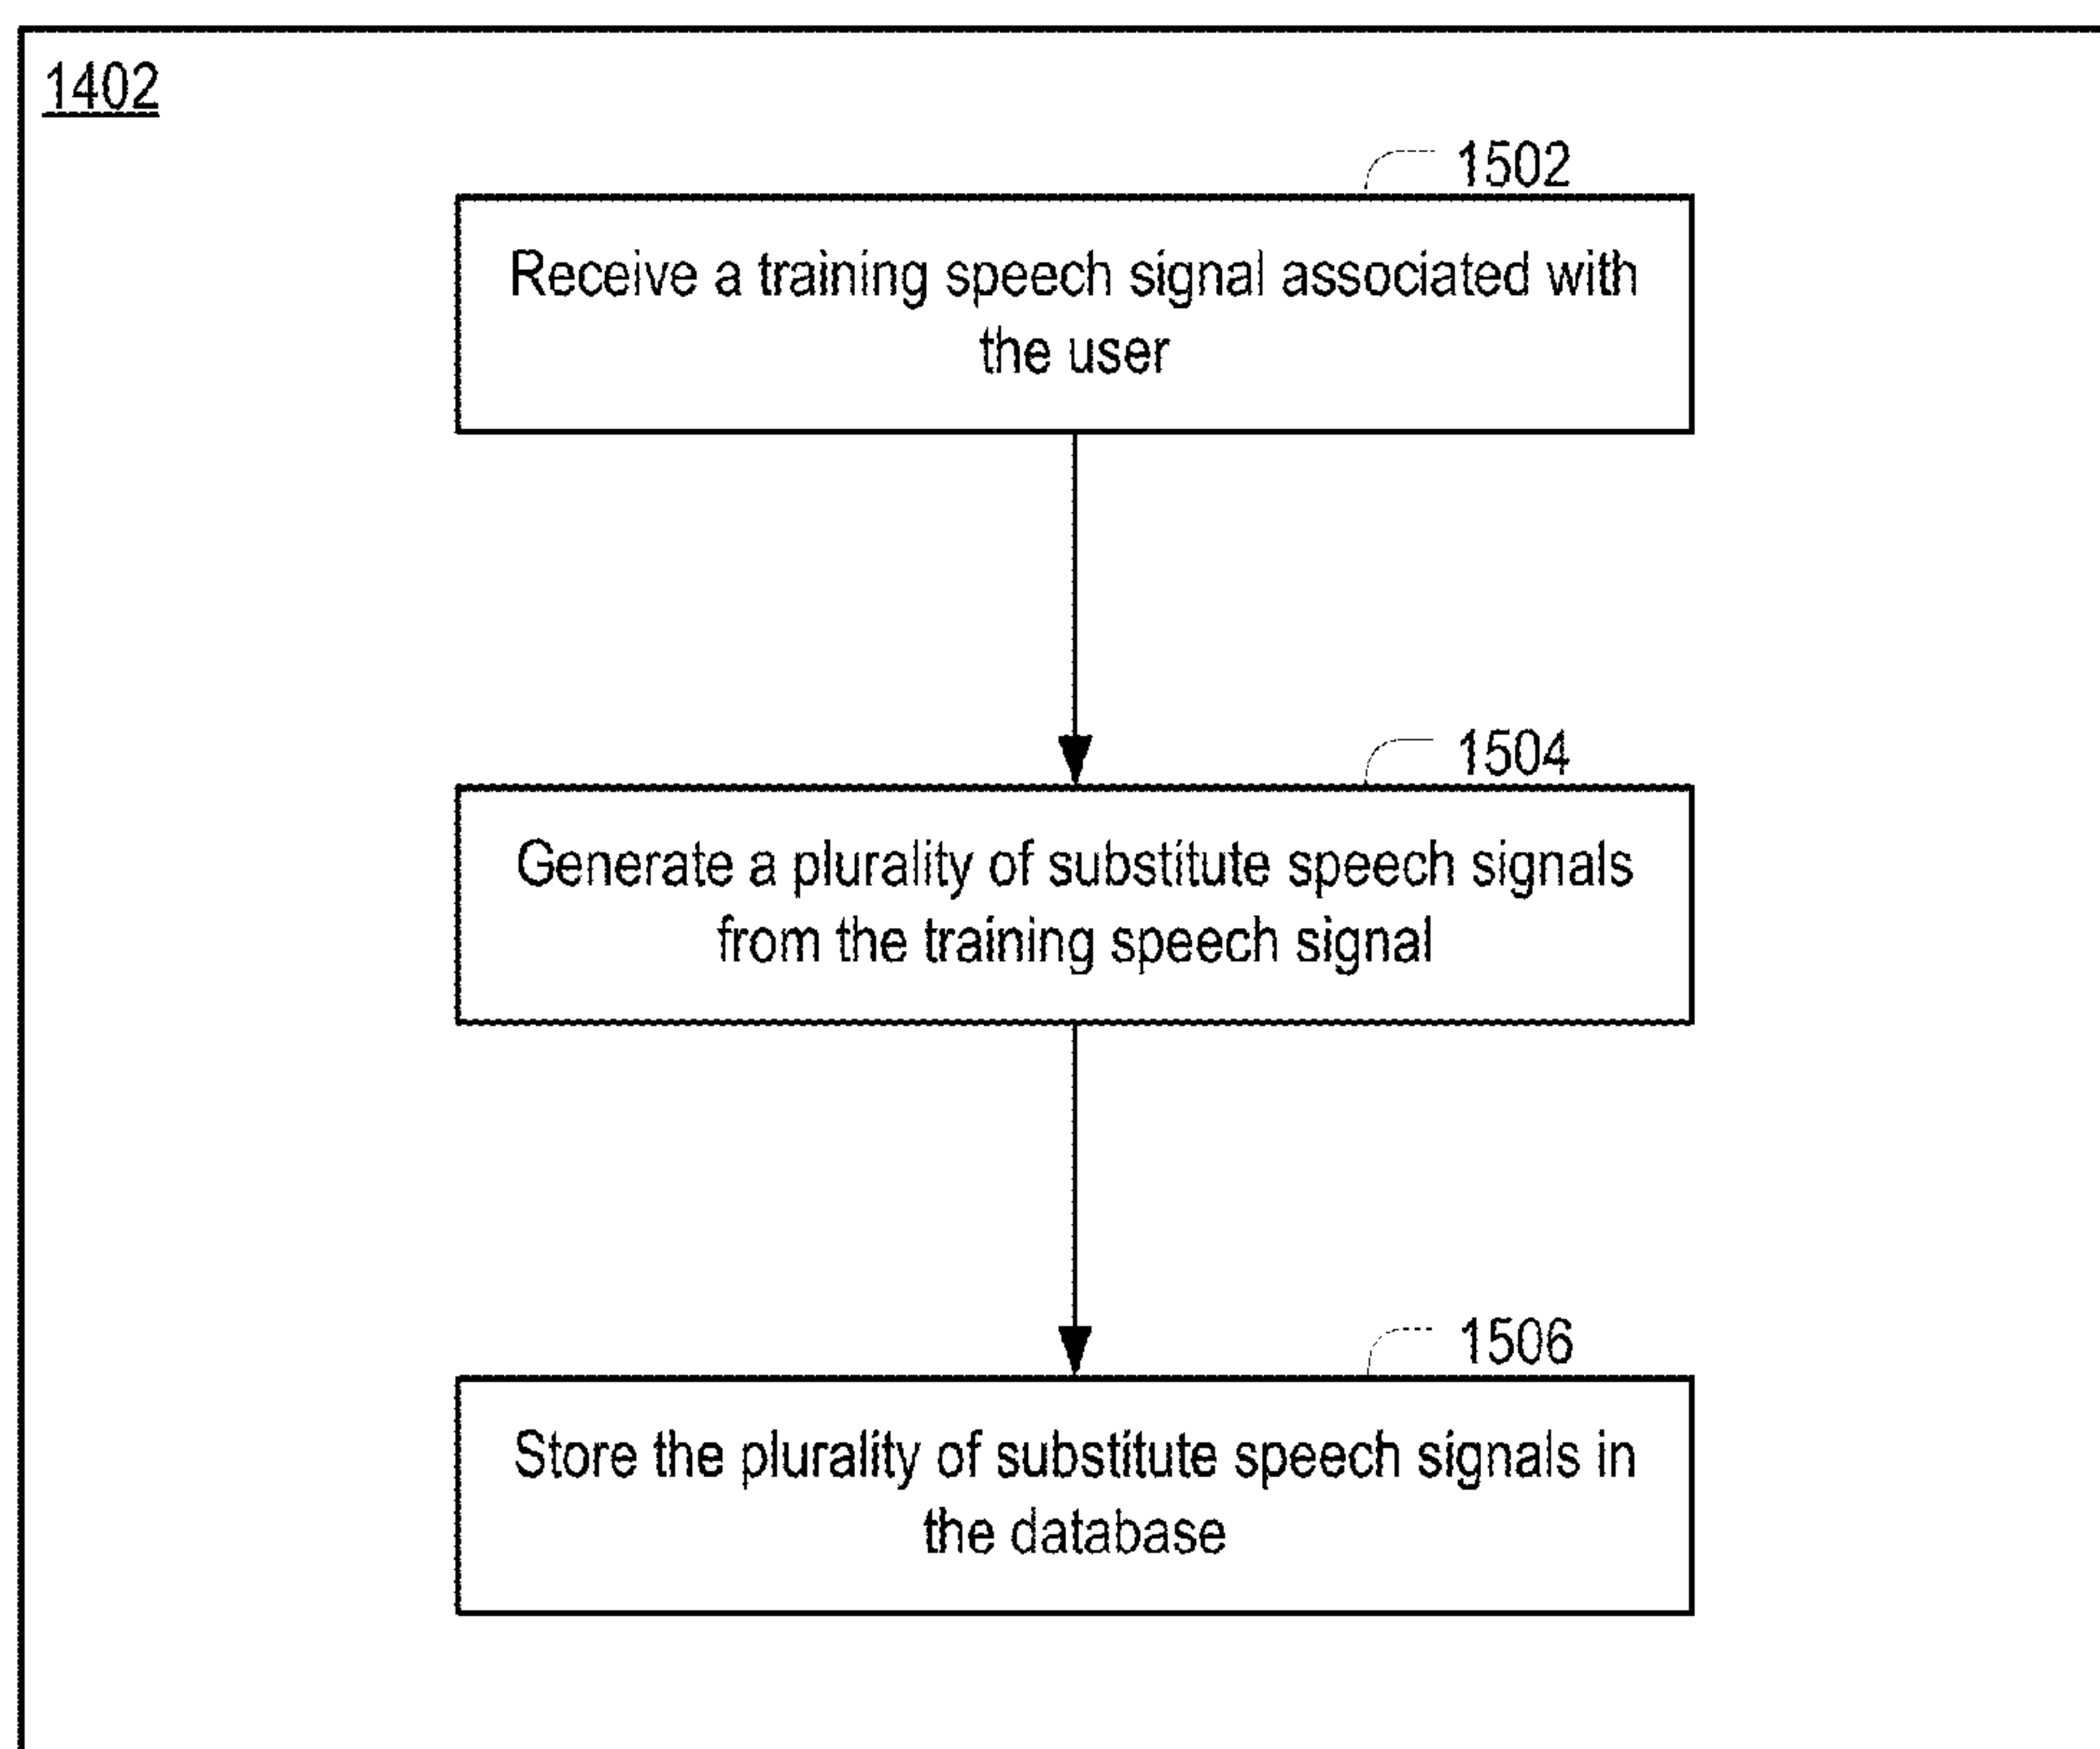 1402
1502
Receive a training speech signal associated with
the user
1504
Generate a plurality of substitute speech signals
from the training speech signal
1506
Store the plurality of substitute speech signals in
the database